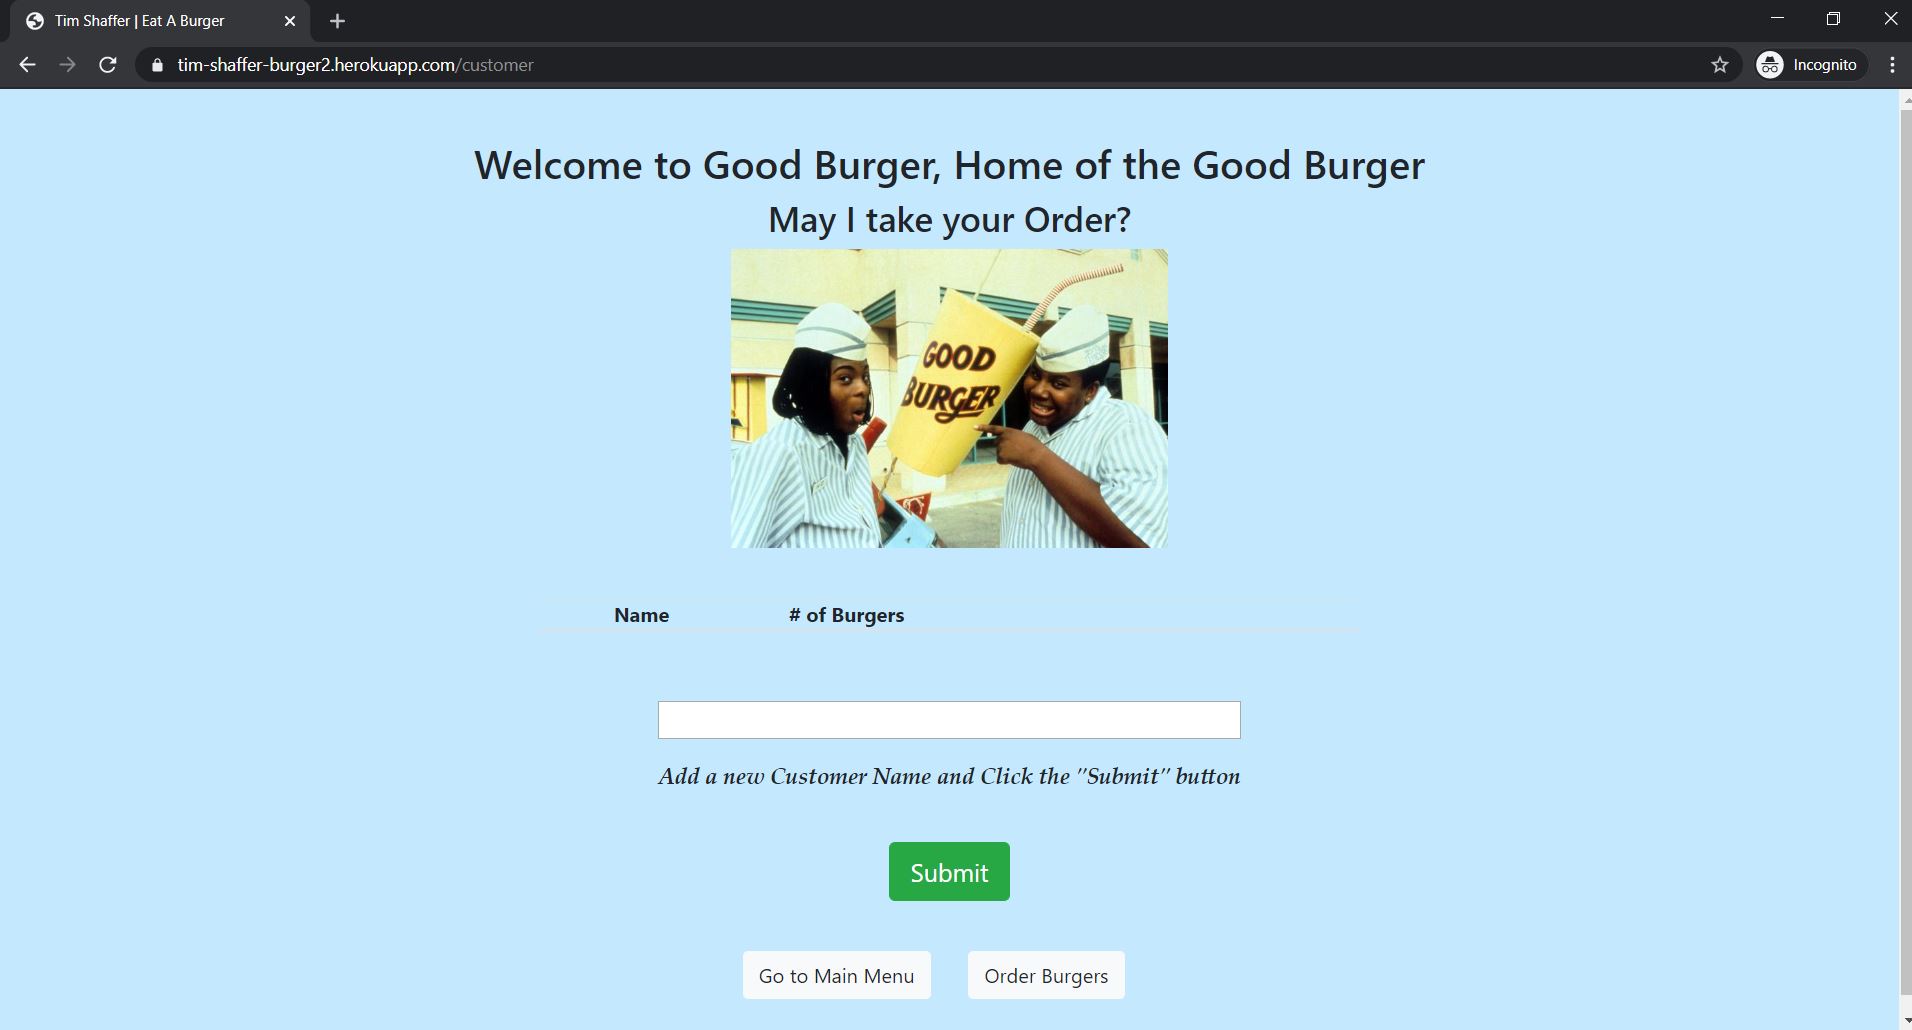 Tim Shaffer | Eat A Burger
tim-shaffer-burger2.herokuapp.com/customer
Incognito
Welcome to Good Burger, Home of the Good Burger
May I take your Order?
GOOD
BURGER
Name # of Burgers
Add a new Customer Name and Click the "Submit" button
Submit
Go to Main Menu Order Burgers